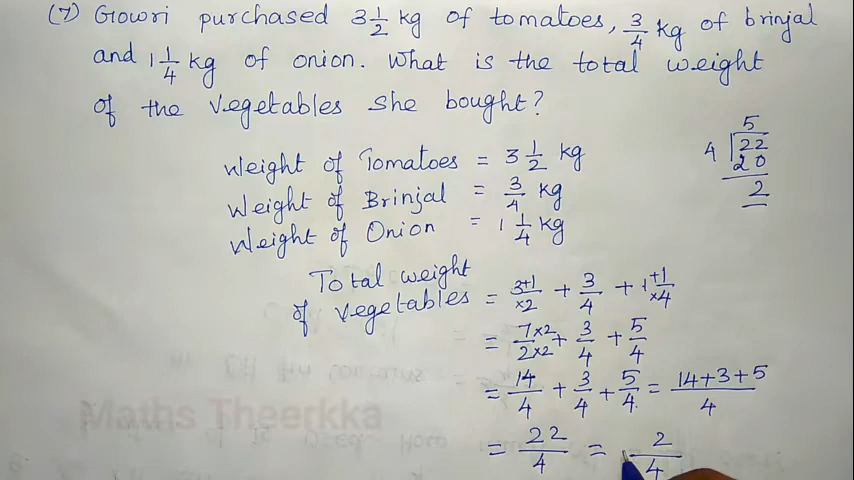 (7) Gowri purchased 3 1/2 kg of tomatoes, 3/4 kg of brinjal
and 1 1/4 kg of onion. What is the total weight
of the vegetables she bought?
5
4 22
20
2
Weight of Tomatoes = 3 1/2 kg
Weight of Brinjal = 3/4 kg
Weight of Onion = 1 1/4 kg
Total weight
of vegetables = 3+1/×2 + 3/4 + 1+1/×4
= 7×2/2×2 + 3/4 + 5/4
= 14/4 + 3/4 + 5/4 = 14+3+5/4
= 22/4 = 2/4
Maths Theerkka